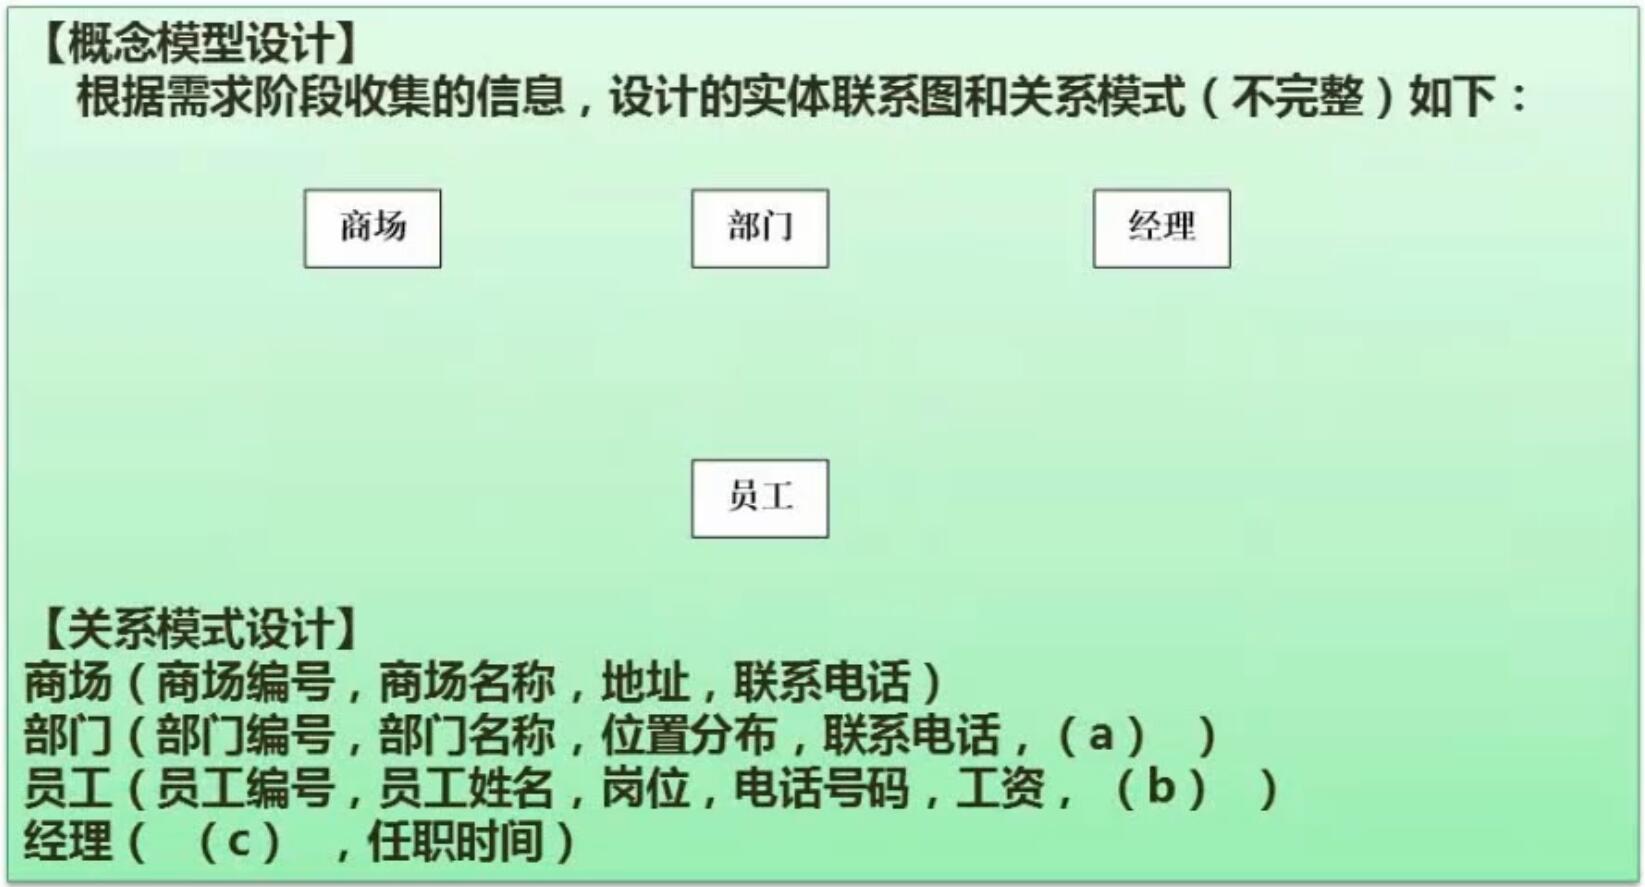 【概念模型设计】
根据需求阶段收集的信息，设计的实体联系图和关系模式（不完整）如下：
商场 部门 经理
员工
【关系模式设计】
商场（商场编号，商场名称，地址，联系电话）
部门（部门编号，部门名称，位置分布，联系电话，（a） ）
员工（员工编号，员工姓名，岗位，电话号码，工资， （b） ）
经理（ （c） ，任职时间）